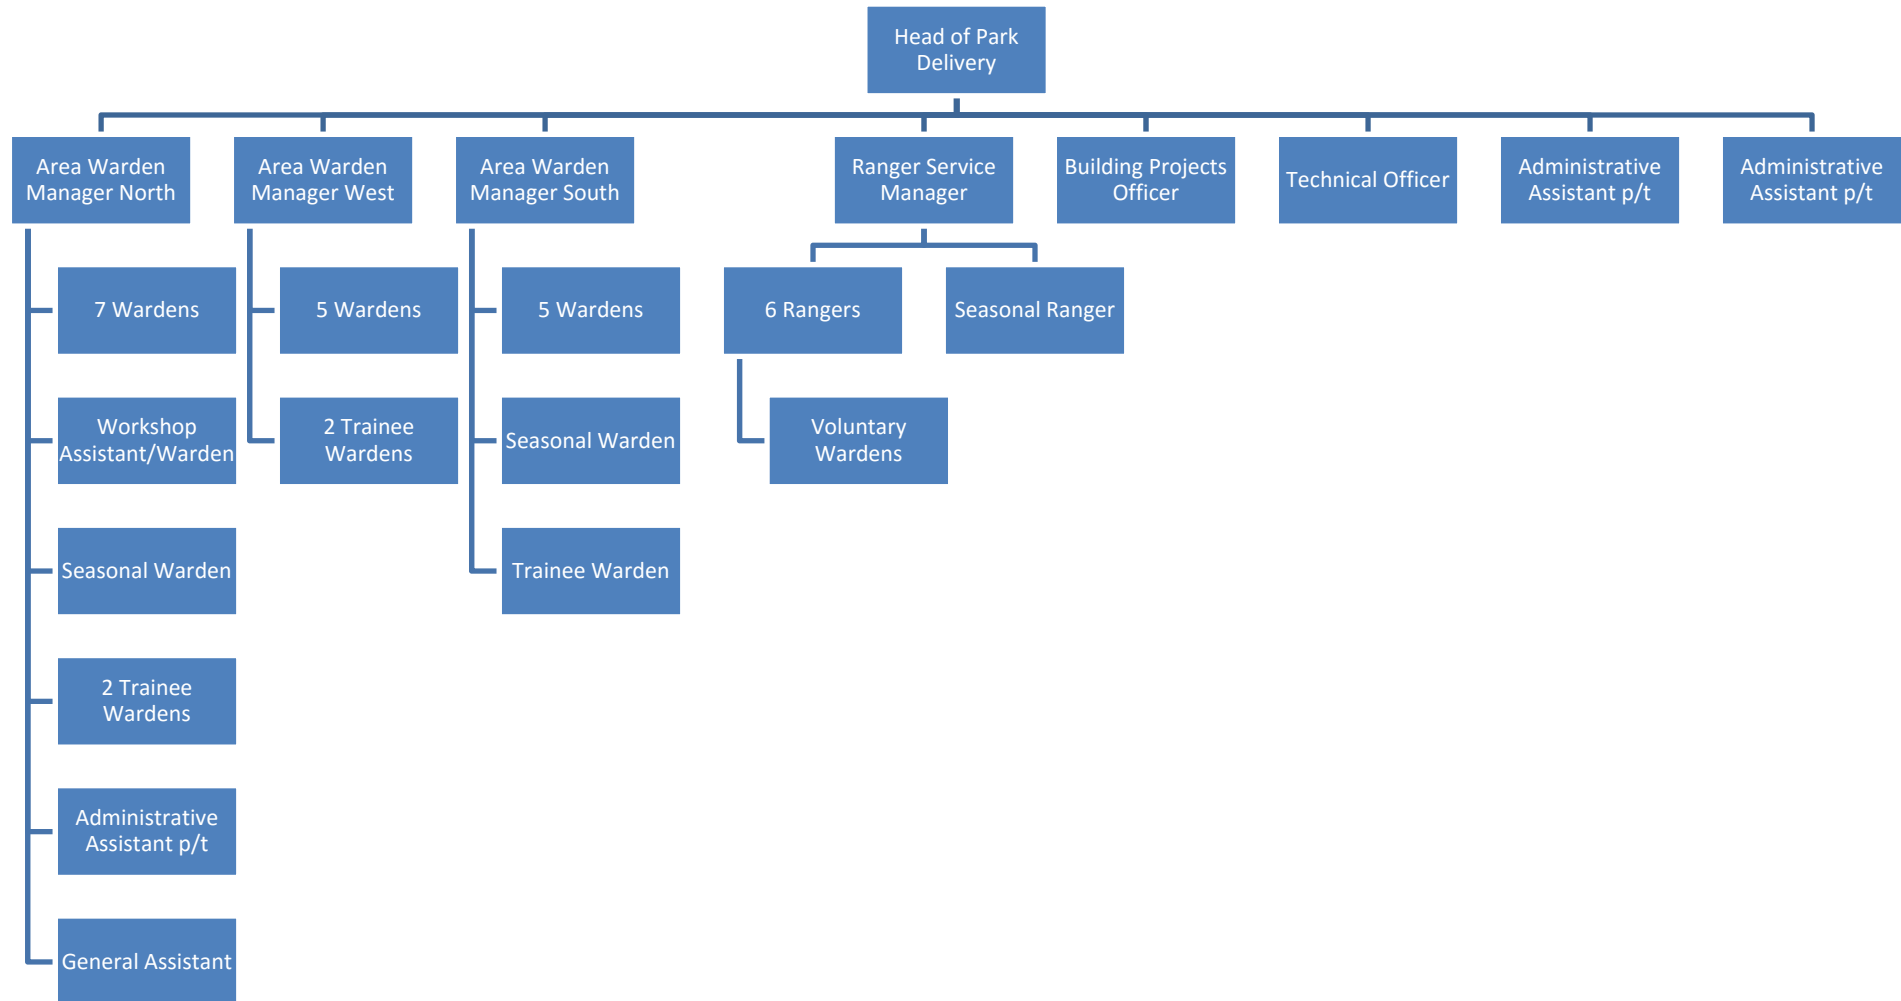 Head of Park
Delivery
Area Warden
Manager North
Area Warden
Manager West
Area Warden
Manager South
Ranger Service
Manager
Building Projects
Officer
Technical Officer
Administrative
Assistant p/t
Administrative
Assistant p/t
7 Wardens
5 Wardens
5 Wardens
6 Rangers
Seasonal Ranger
Workshop
Assistant/Warden
2 Trainee
Wardens
Seasonal Warden
Voluntary
Wardens
Seasonal Warden
Trainee Warden
2 Trainee
Wardens
Administrative
Assistant p/t
General Assistant